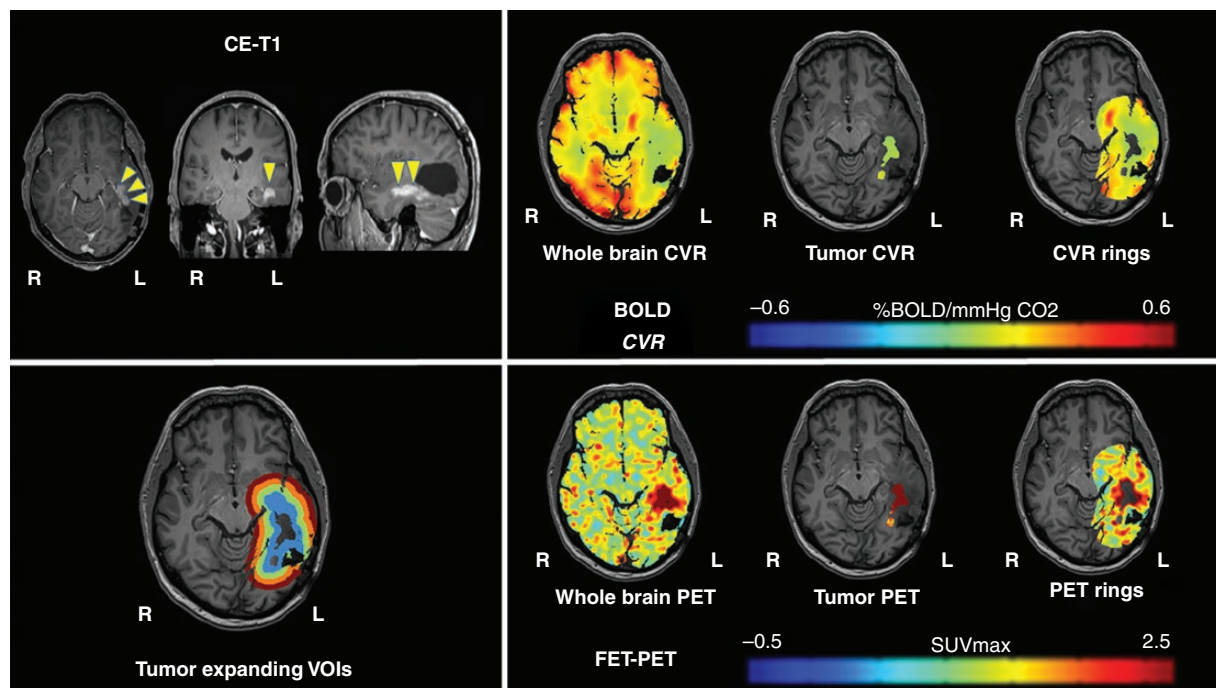 CE-T1
R L R L
R L R L R L
Whole brain CVR Tumor CVR CVR rings
BOLD
CVR
–0.6 %BOLD/mmHg CO2 0.6
R L
Tumor expanding VOIs
R L R L R L
Whole brain PET Tumor PET PET rings
FET-PET
–0.5 SUVmax 2.5